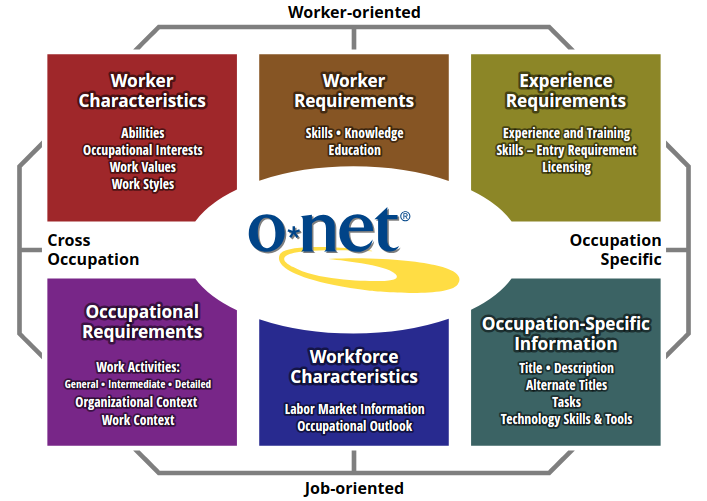 Worker-oriented
Worker
Characteristics
Abilities
Occupational Interests
Work Values
Work Styles
Worker
Requirements
Skills • Knowledge
Education
Experience
Requirements
Experience and Training
Skills – Entry Requirement
Licensing
Cross
Occupation
o*net®
Occupation
Specific
Occupational
Requirements
Work Activities:
General • Intermediate • Detailed
Organizational Context
Work Context
Workforce
Characteristics
Labor Market Information
Occupational Outlook
Occupation-Specific
Information
Title • Description
Alternate Titles
Tasks
Technology Skills & Tools
Job-oriented